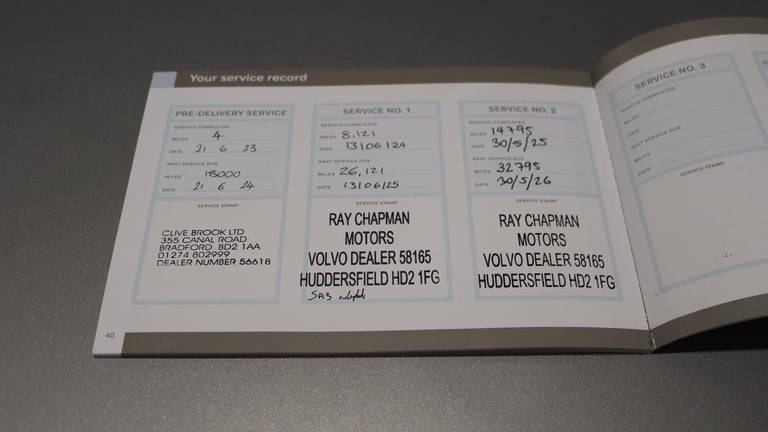 Your service record
PRE-DELIVERY SERVICE
SERVICE COMPLETED
MILES 4
DATE 21 6 23
NEXT SERVICE DUE
MILES 18000
DATE 21 6 24
SERVICE STAMP
CLIVE BROOK LTD
355 CANAL ROAD
BRADFORD BD2 1AA
01274 802999
DEALER NUMBER 56618
SERVICE NO. 1
SERVICE COMPLETED
MILES 8,121
DATE 13/06/24
NEXT SERVICE DUE
MILES 26,121
DATE 13/06/25
SERVICE STAMP
RAY CHAPMAN
MOTORS
VOLVO DEALER 58165
HUDDERSFIELD HD2 1FG
SERVICE NO. 2
SERVICE COMPLETED
MILES 14795
DATE 30/5/25
NEXT SERVICE DUE
MILES 32795
DATE 30/5/26
SERVICE STAMP
RAY CHAPMAN
MOTORS
VOLVO DEALER 58165
HUDDERSFIELD HD2 1FG
SERVICE NO. 3
SERVICE COMPLETED
MILES
DATE
NEXT SERVICE DUE
MILES
DATE
SERVICE STAMP
40